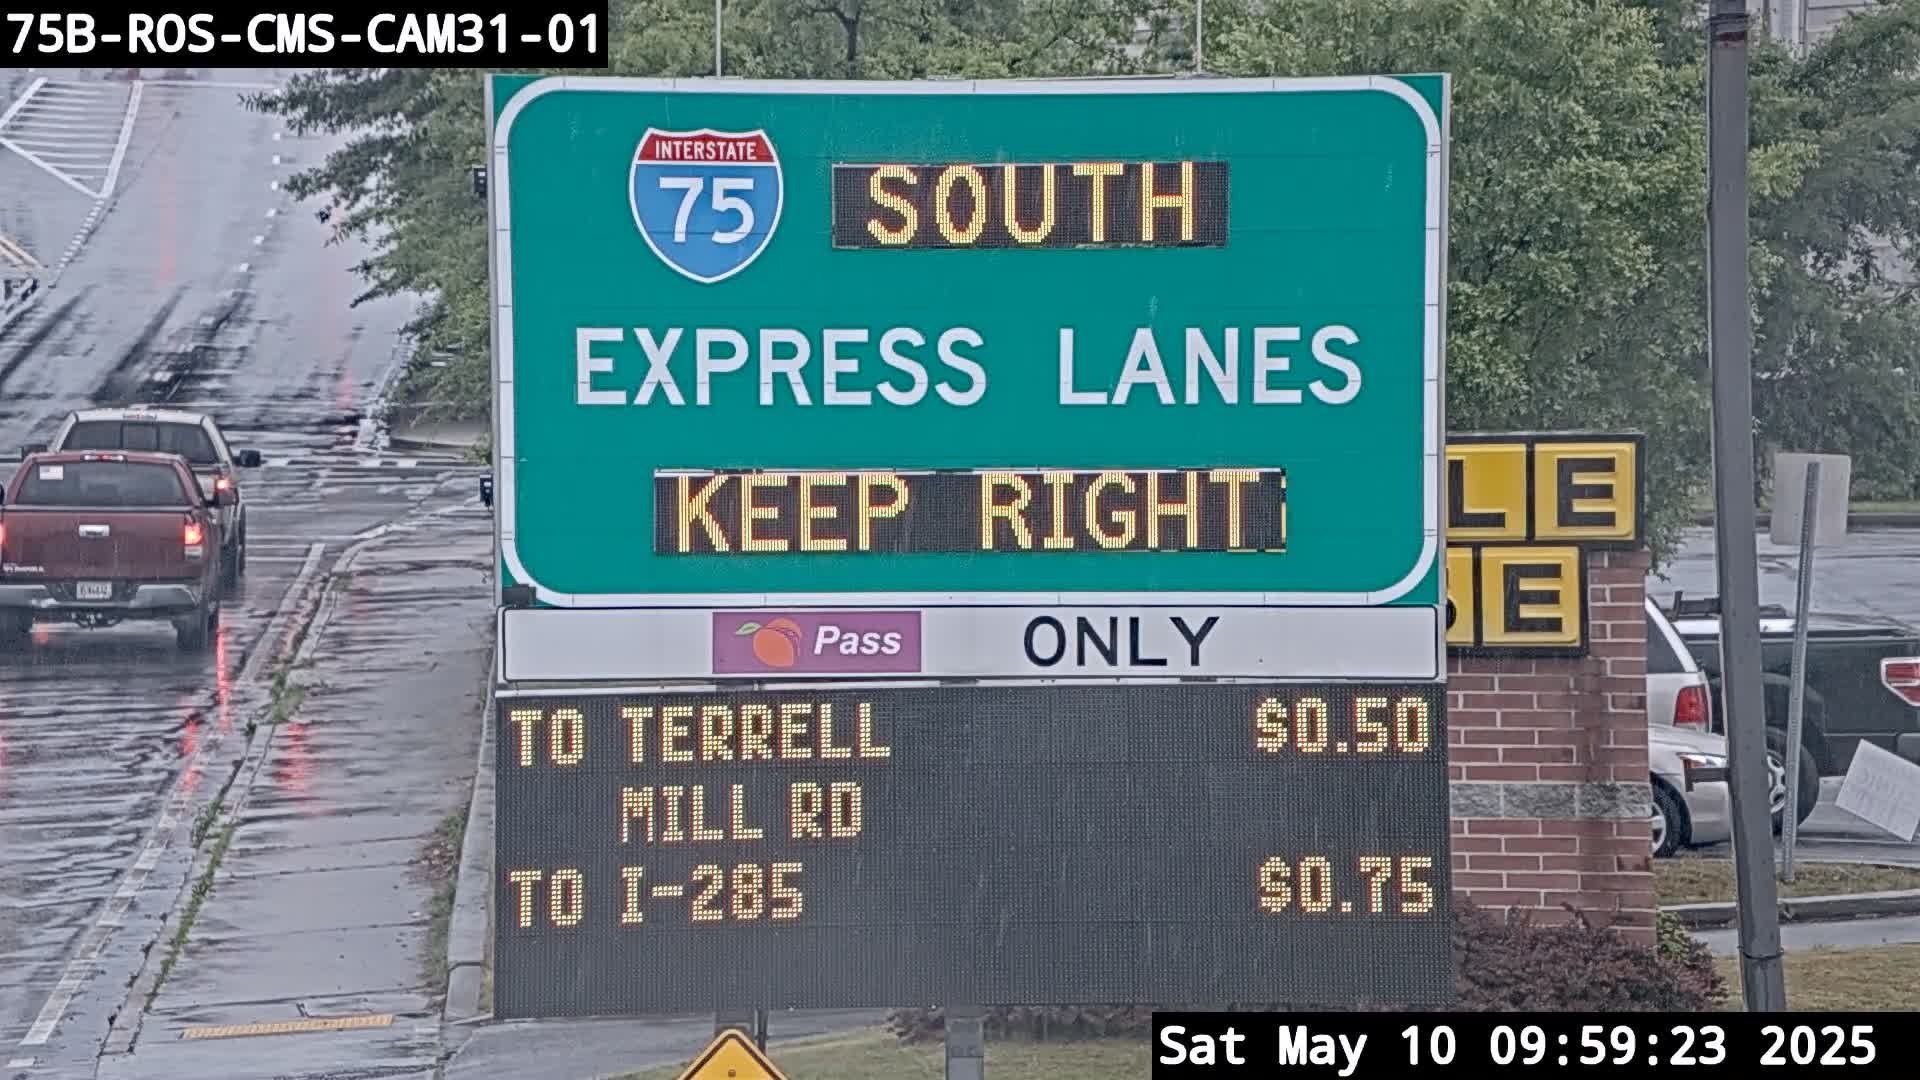 75B-ROS-CMS-CAM31-01
INTERSTATE
75
SOUTH
EXPRESS LANES
KEEP RIGHT
Pass ONLY
TO TERRELL $0.50
MILL RD
TO I-285 $0.75
LE
E
Sat May 10 09:59:23 2025